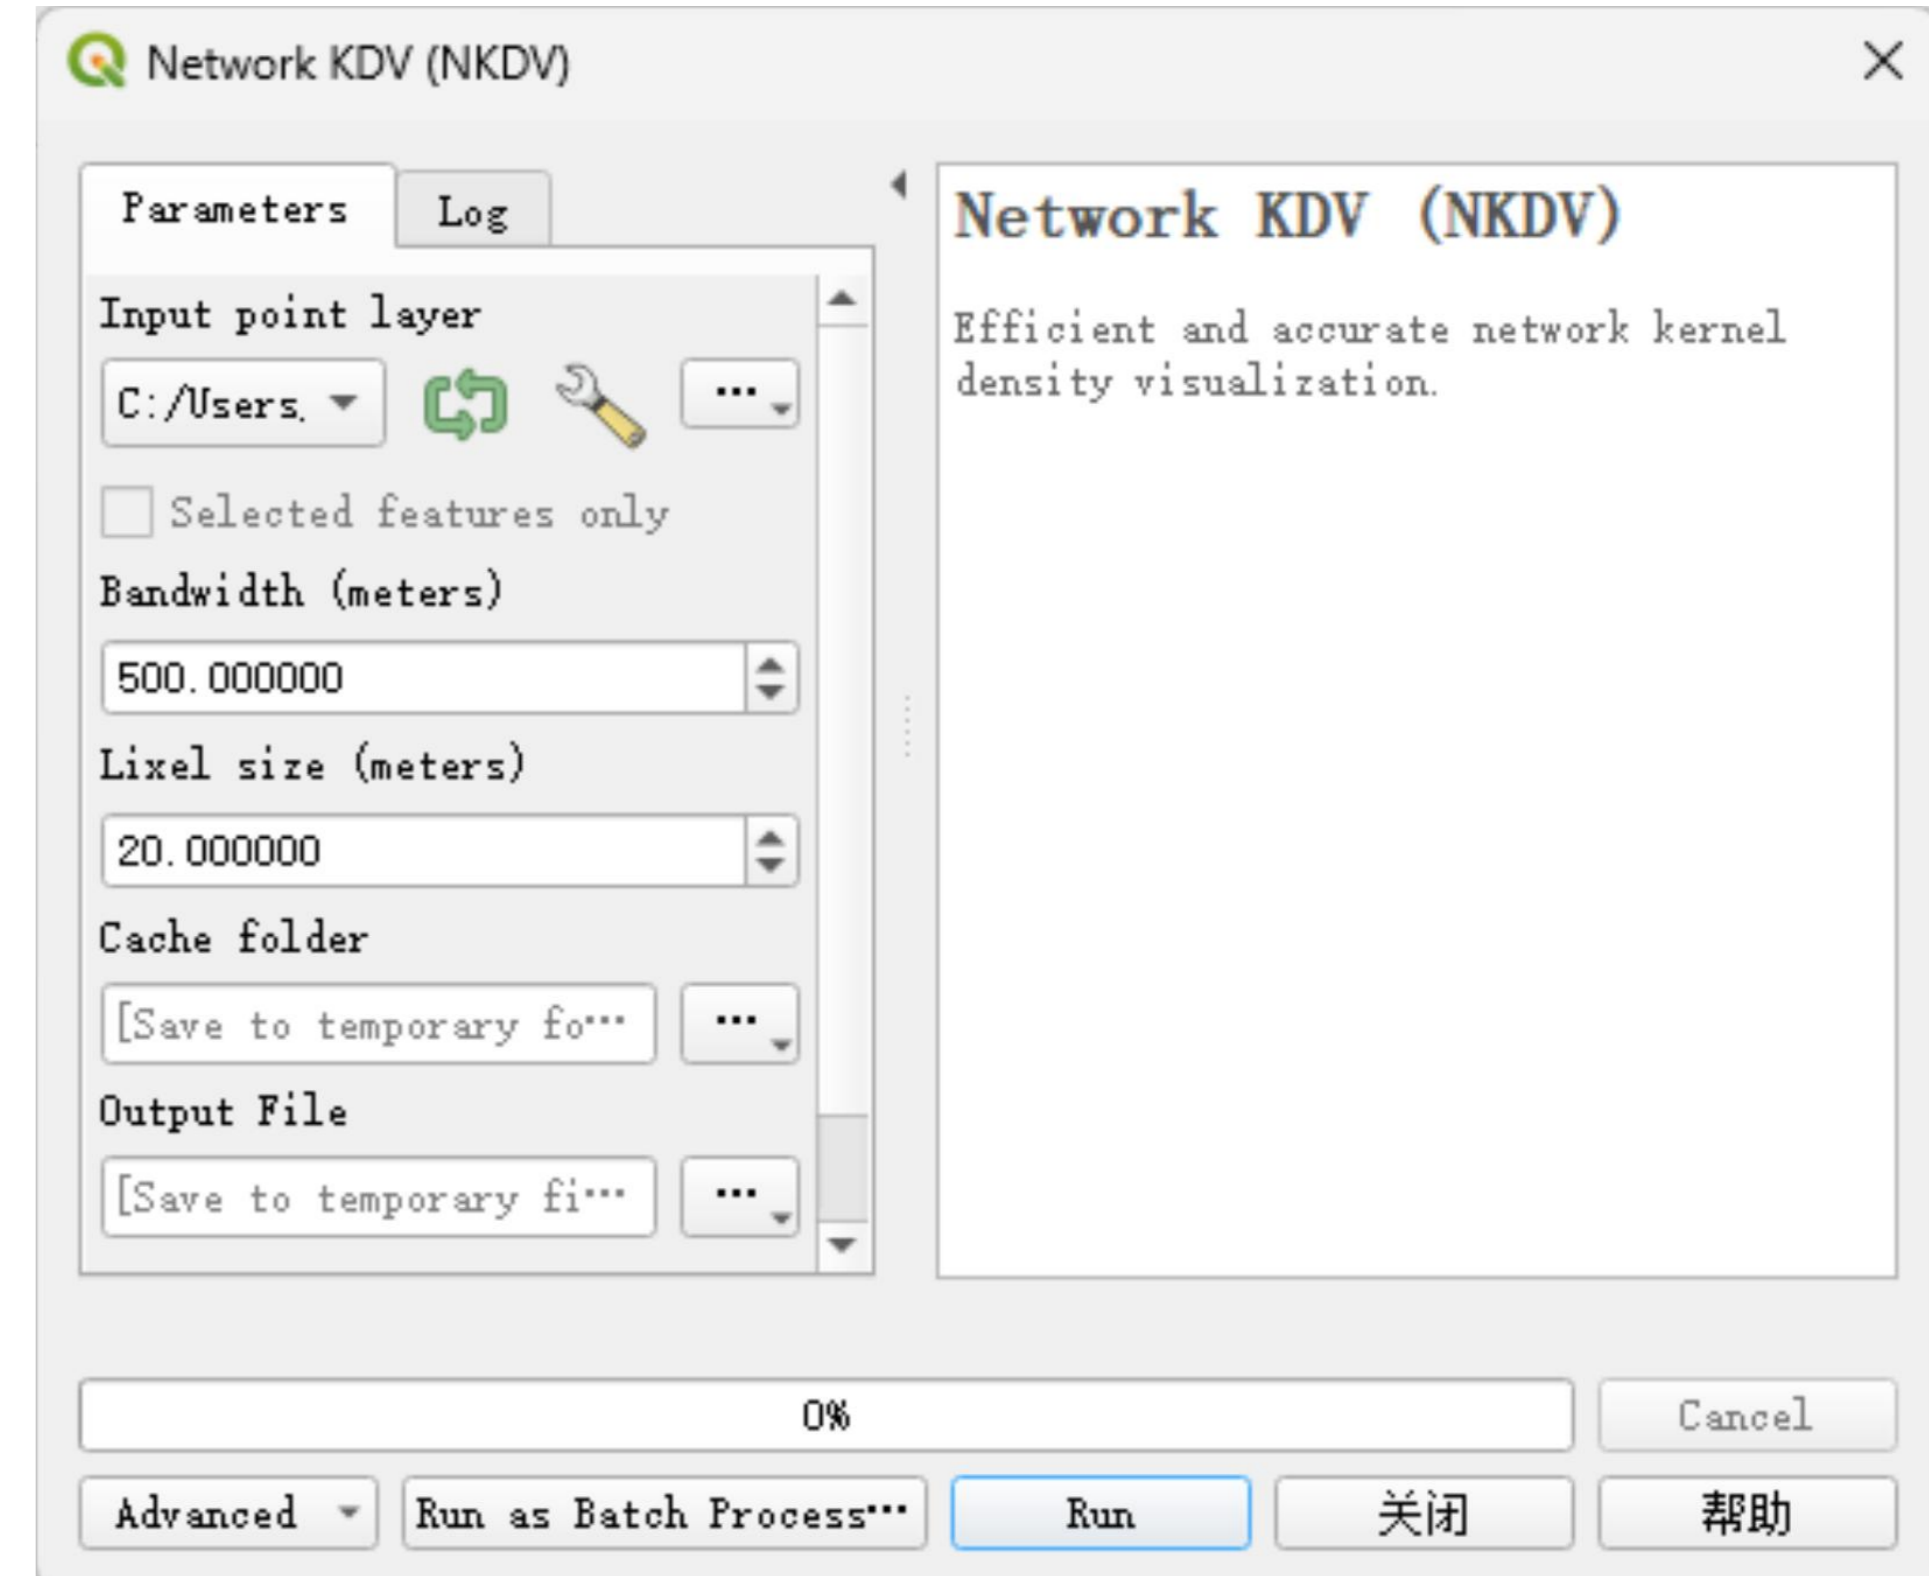 Network KDV (NKDV)
Parameters
Log
Input point layer
C:/Users
...
Selected features only
Bandwidth (meters)
500.000000
Lixel size (meters)
20.000000
Cache folder
[Save to temporary fo...
...
Output File
[Save to temporary fi...
...
Network KDV (NKDV)
Efficient and accurate network kernel
density visualization.
0%
Cancel
Advanced
Run as Batch Process...
Run
关闭
帮助